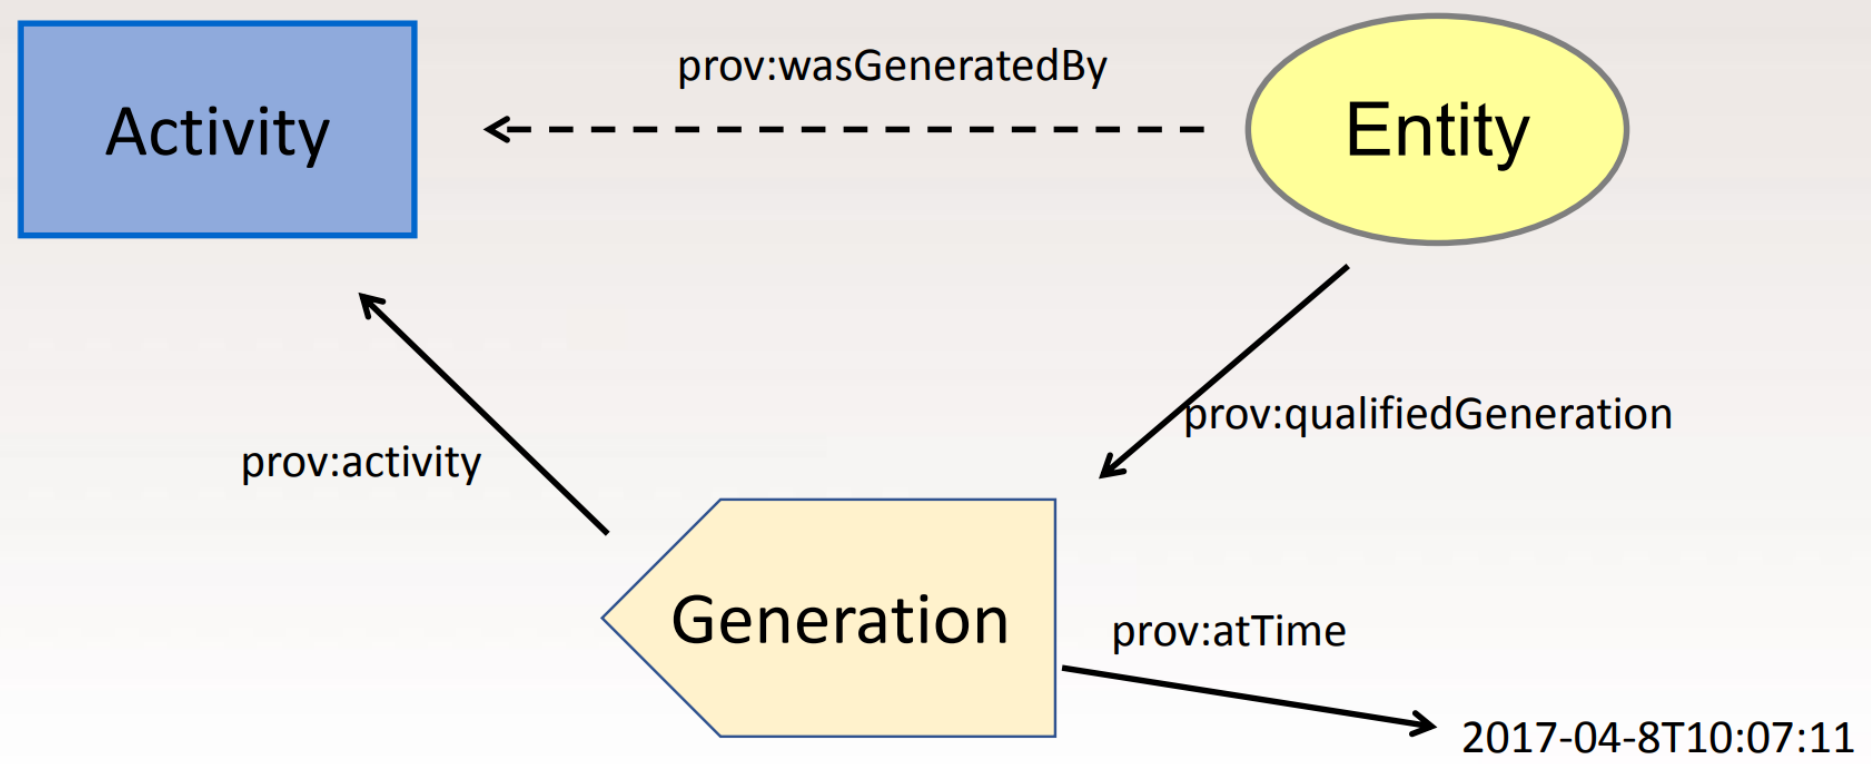 prov:wasGeneratedBy
Activity
Entity
prov:qualifiedGeneration
prov:activity
Generation
prov:atTime
2017-04-8T10:07:11